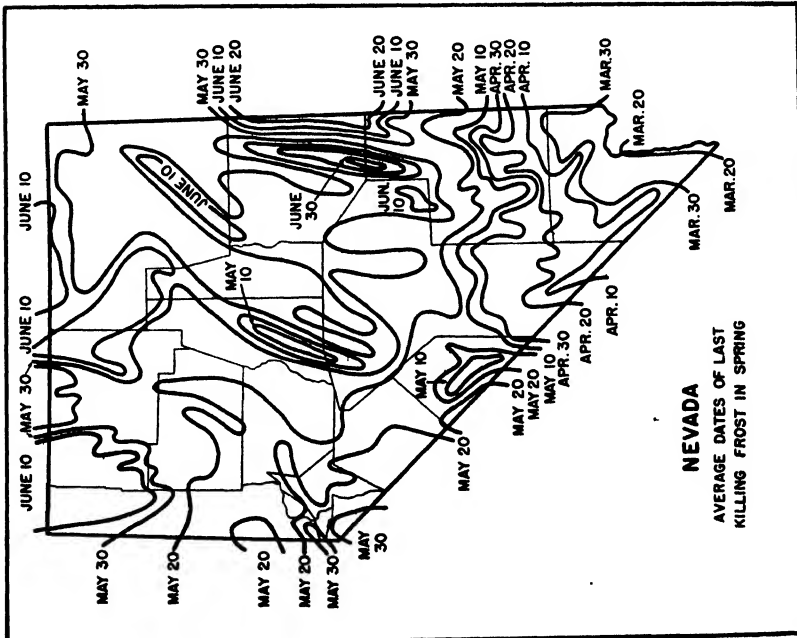 JUNE 10
JUNE 10
MAY 30
JUNE 10
MAY 30
MAY 30
JUNE 10
JUNE 20
JUNE 10
JUNE
30
JUN.
10
MAY
10
JUNE 20
JUNE 10
MAY 30
MAY 20
MAY 10
APR. 30
APR. 20
APR. 10
MAR. 30
MAR. 20
MAR. 20
MAR. 30
APR. 10
APR. 20
APR. 30
MAY 10
MAY 20
MAY 20
MAY 10
MAY 20
MAY
30
MAY 30
MAY 20
MAY 20
MAY 20
MAY 30
NEVADA
AVERAGE DATES OF LAST
KILLING FROST IN SPRING